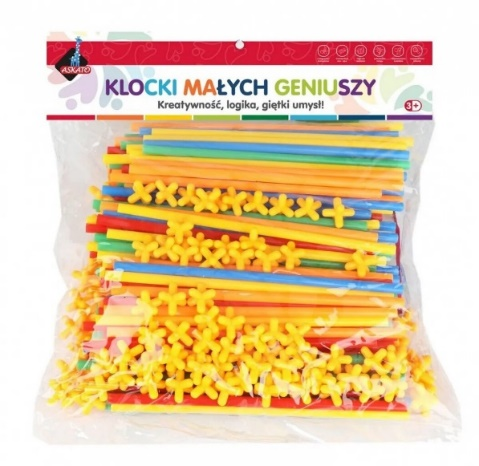 ASKATO
KLOCKI MAŁYCH GENIUSZY
Kreatywność, logika, giętki umysł!
3+